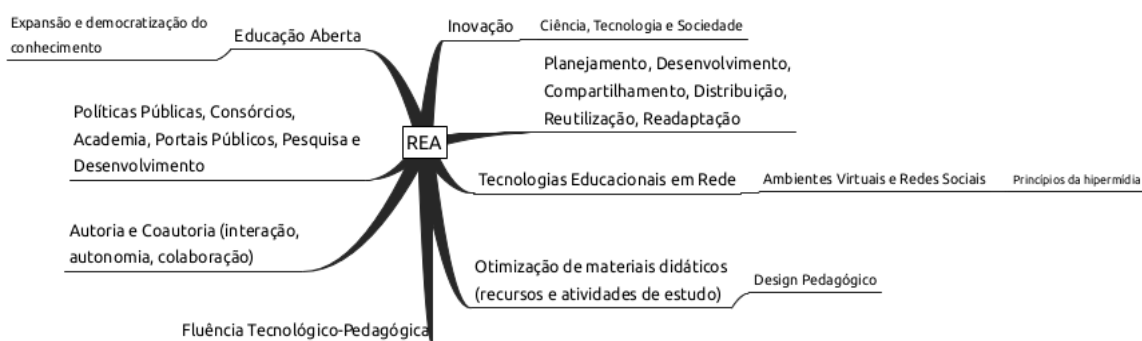 Expansão e democratização do
conhecimento
Educação Aberta
Políticas Públicas, Consórcios,
Academia, Portais Públicos, Pesquisa e
Desenvolvimento
Autoria e Coautoria (interação,
autonomia, colaboração)
Fluência Tecnológico-Pedagógica
REA
Inovação
Ciência, Tecnologia e Sociedade
Planejamento, Desenvolvimento,
Compartilhamento, Distribuição,
Reutilização, Readaptação
Tecnologias Educacionais em Rede
Ambientes Virtuais e Redes Sociais
Princípios da hipermídia
Otimização de materiais didáticos
(recursos e atividades de estudo)
Design Pedagógico